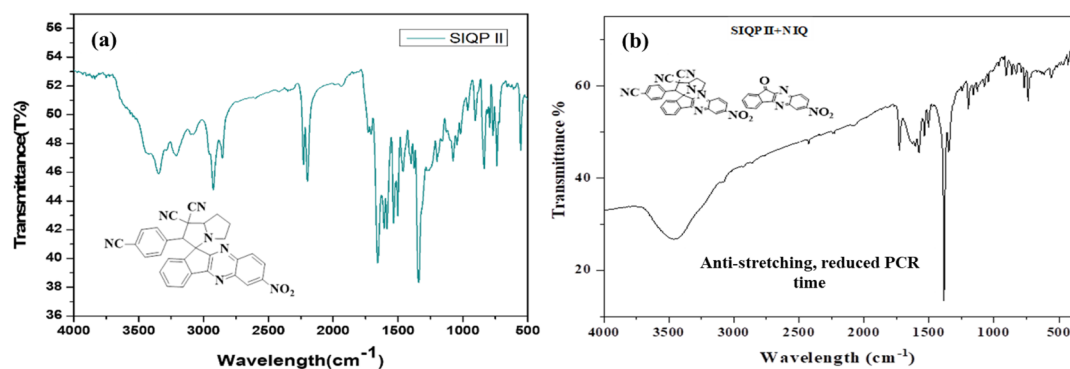 (a)
SIQP II
58
56
54
52
50
48
46
44
42
40
38
36
Transmittance(T%)
4000 3500 3000 2500 2000 1500 1000 500
Wavelength(cm⁻¹)
CN
NC
NC
N
N
N
NO₂
(b)
SIQP II+NIQ
60
40
20
Transmittance %
4000 3500 3000 2500 2000 1500 1000 500
Wavelength (cm⁻¹)
NC CN
NC
N
N
N
NO₂
O
N
N
NO₂
Anti-stretching, reduced PCR
time